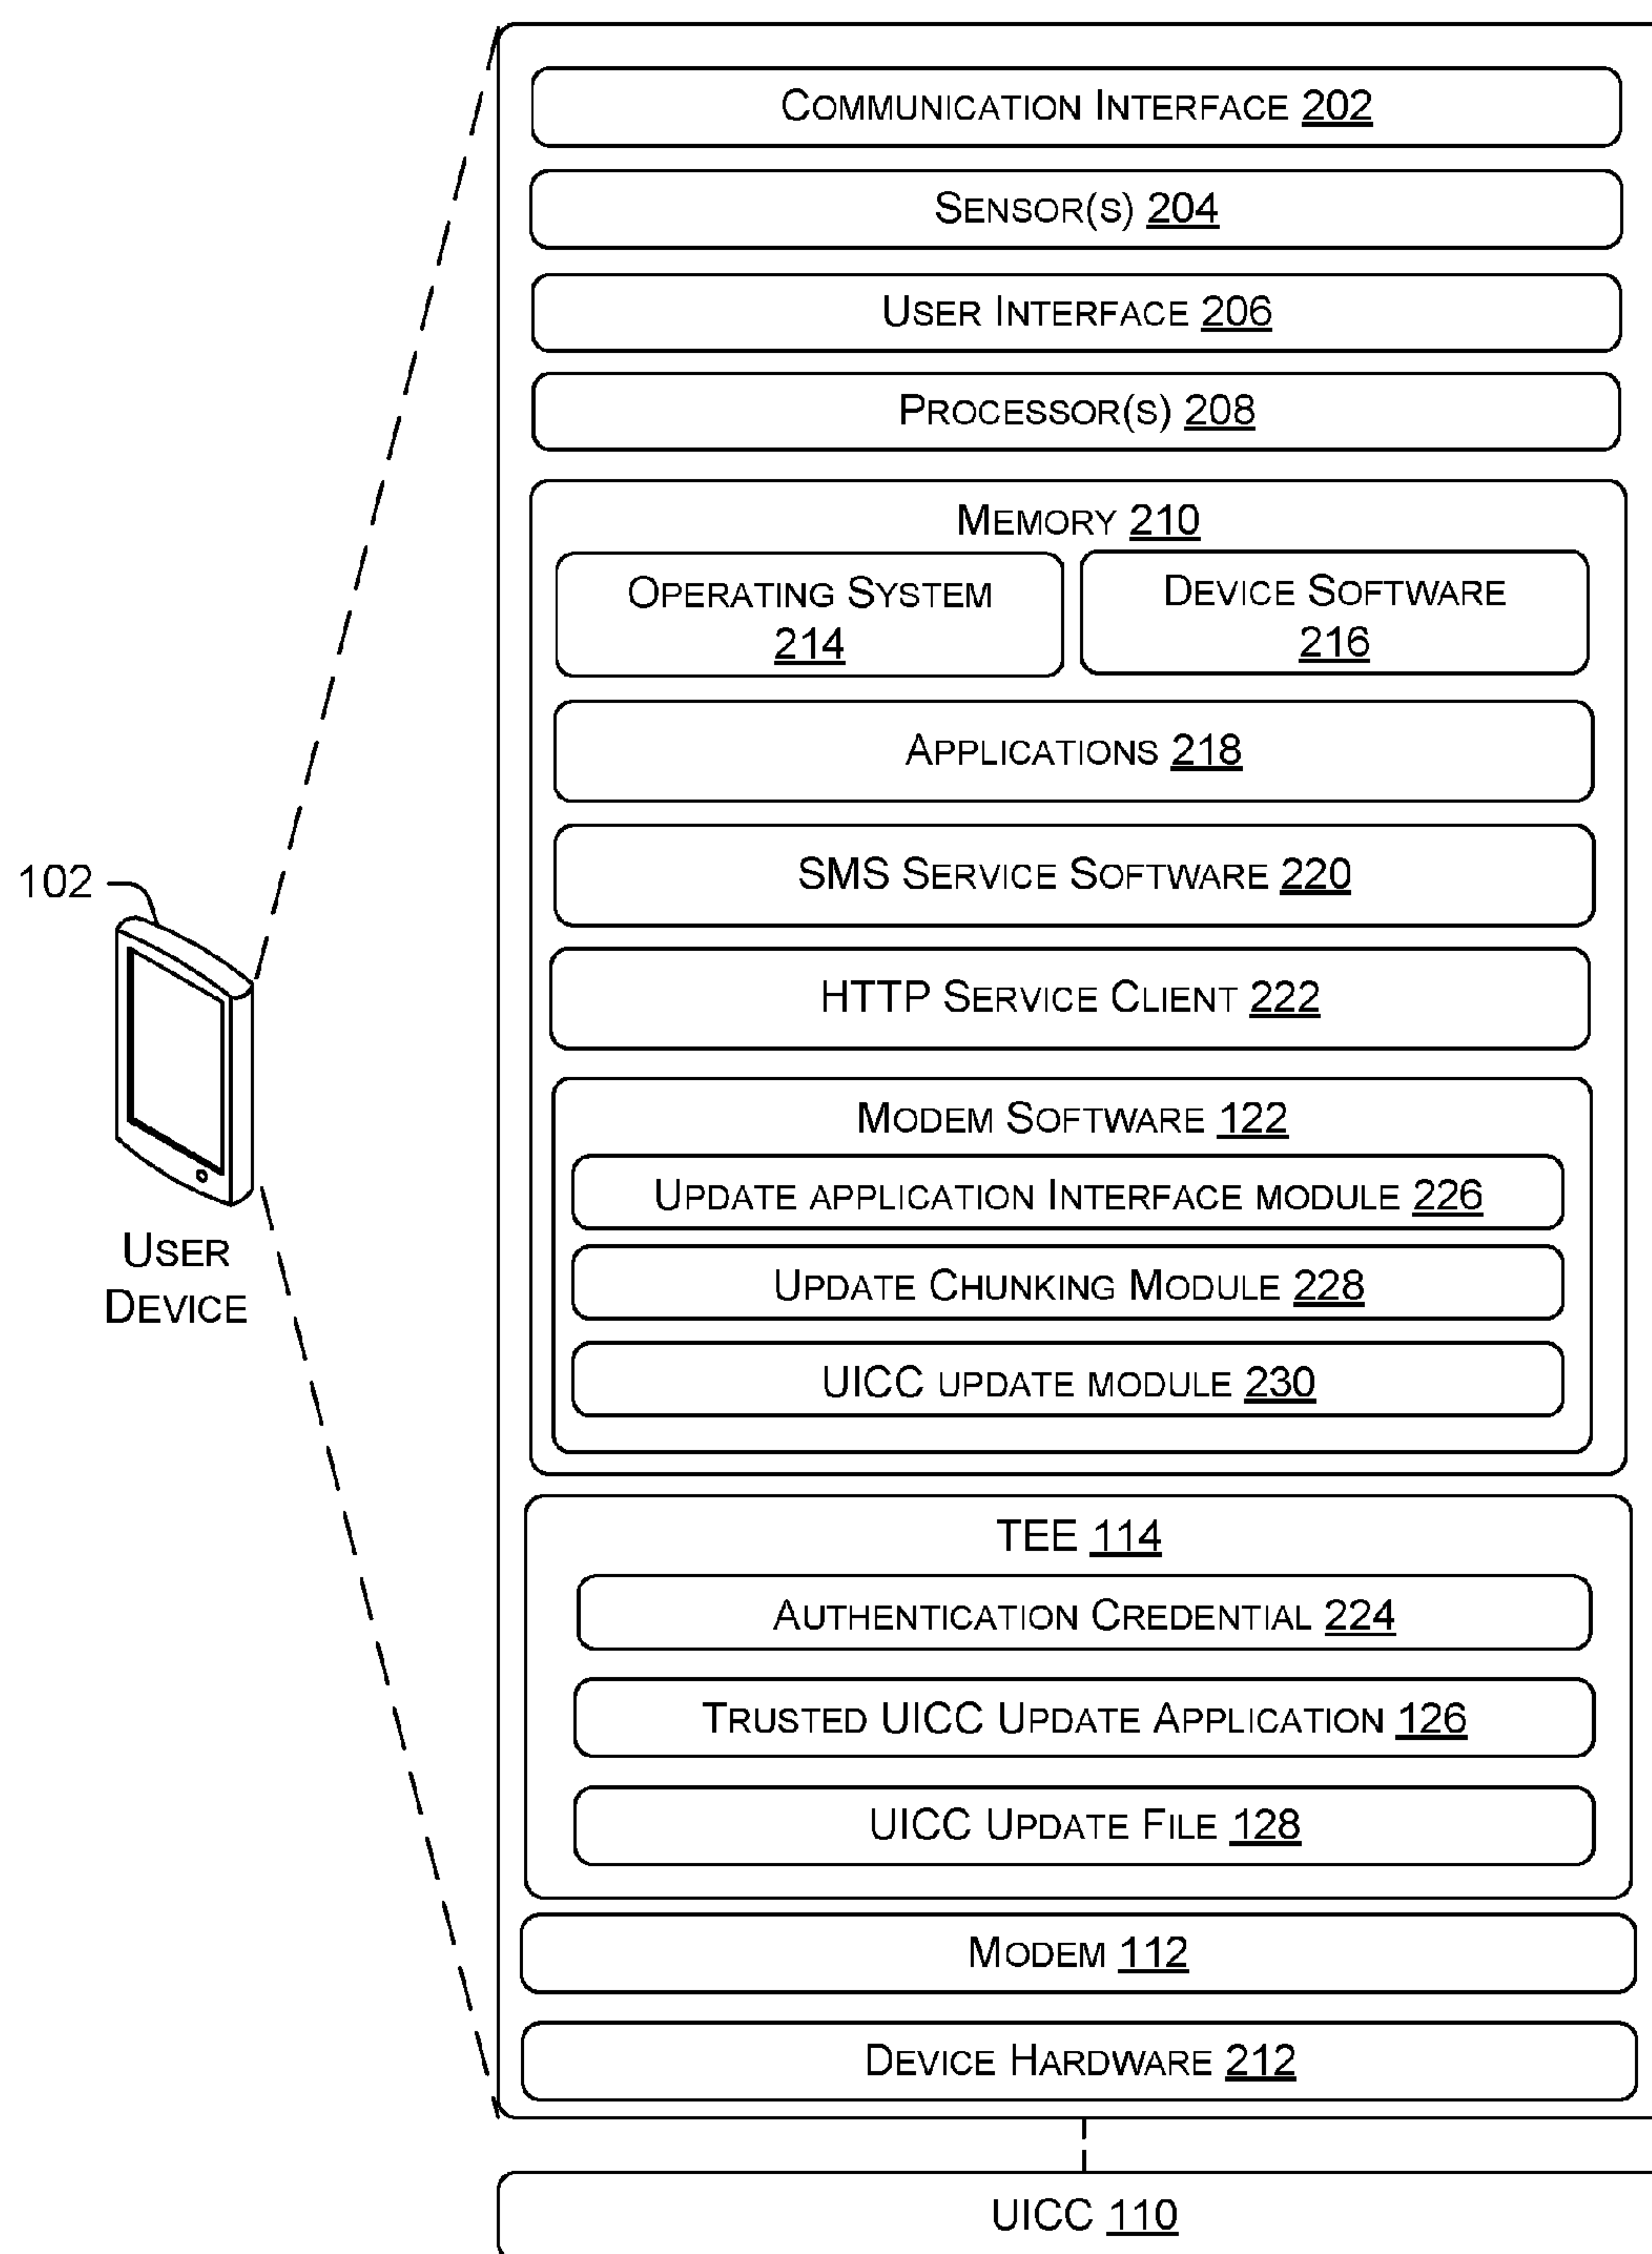 COMMUNICATION INTERFACE 202
SENSOR(S) 204
USER INTERFACE 206
PROCESSOR(S) 208
MEMORY 210
OPERATING SYSTEM
214
DEVICE SOFTWARE
216
APPLICATIONS 218
SMS SERVICE SOFTWARE 220
HTTP SERVICE CLIENT 222
MODEM SOFTWARE 122
UPDATE APPLICATION INTERFACE MODULE 226
UPDATE CHUNKING MODULE 228
UICC UPDATE MODULE 230
TEE 114
AUTHENTICATION CREDENTIAL 224
TRUSTED UICC UPDATE APPLICATION 126
UICC UPDATE FILE 128
MODEM 112
DEVICE HARDWARE 212
UICC 110
102
USER
DEVICE